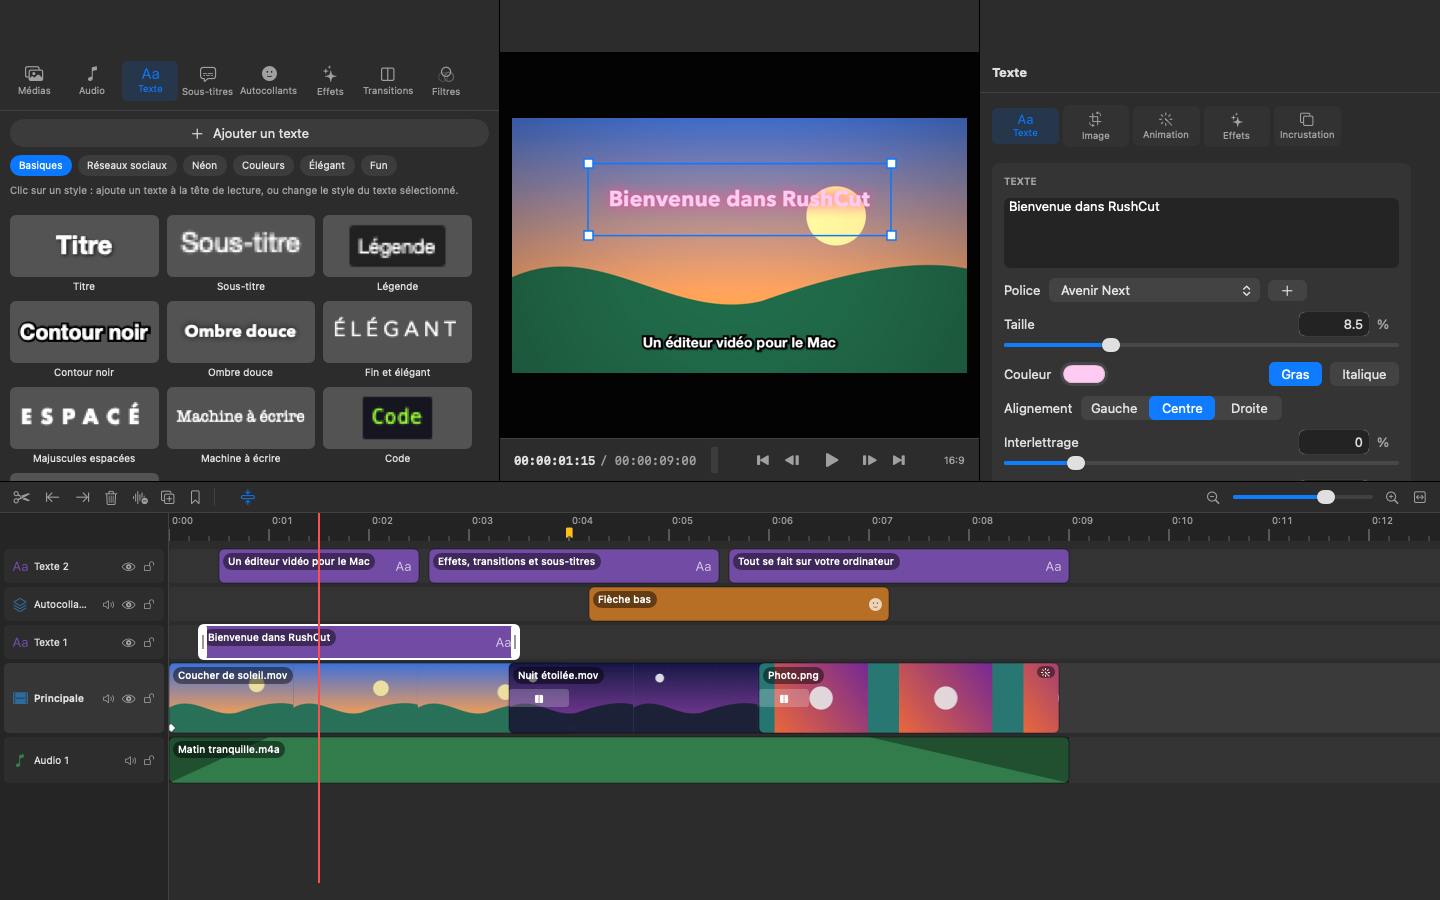 Médias
Audio
Aa
Texte
Sous-titres
Autocollants
Effets
Transitions
Filtres
+ Ajouter un texte
Basiques
Réseaux sociaux
Néon
Couleurs
Élégant
Fun
Clic sur un style : ajoute un texte à la tête de lecture, ou change le style du texte sélectionné.
Titre
Sous-titre
Légende
Titre
Sous-titre
Légende
Contour noir
Ombre douce
ÉLÉGANT
Contour noir
Ombre douce
Fin et élégant
ESPACÉ
Machine à écrire
Code
Majuscules espacées
Machine à écrire
Code
Bienvenue dans RushCut
Un éditeur vidéo pour le Mac
00:00:01:15 / 00:00:09:00
16:9
Texte
Aa
Texte
Image
Animation
Effets
Incrustation
TEXTE
Bienvenue dans RushCut
Police
Avenir Next
+
Taille
8.5 %
Couleur
Gras
Italique
Alignement
Gauche
Centre
Droite
Interlettrage
0 %
0:00
0:01
0:02
0:03
0:04
0:05
0:06
0:07
0:08
0:09
0:10
0:11
0:12
Aa Texte 2
Un éditeur vidéo pour le Mac
Aa
Effets, transitions et sous-titres
Aa
Tout se fait sur votre ordinateur
Aa
Autocolla...
Flèche bas
Aa Texte 1
Bienvenue dans RushCut
Aa
Principale
Coucher de soleil.mov
Nuit étoilée.mov
Photo.png
Audio 1
Matin tranquille.m4a